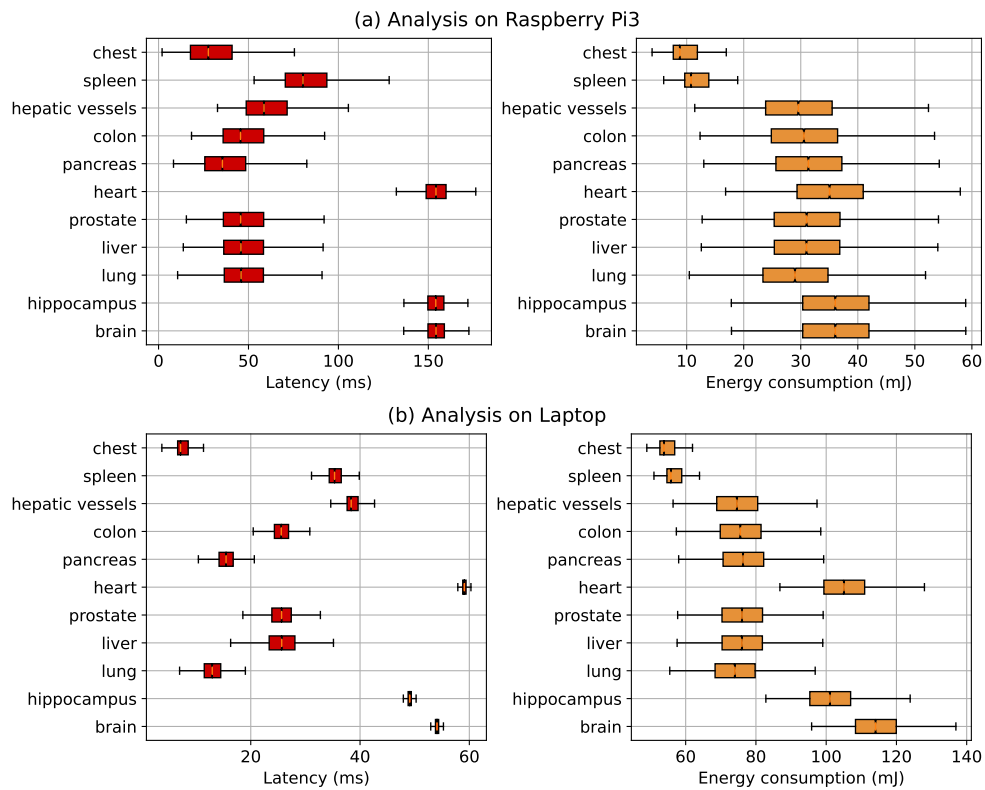 (a) Analysis on Raspberry Pi3
chest
spleen
hepatic vessels
colon
pancreas
heart
prostate
liver
lung
hippocampus
brain
0 50 100 150
Latency (ms)
chest
spleen
hepatic vessels
colon
pancreas
heart
prostate
liver
lung
hippocampus
brain
10 20 30 40 50 60
Energy consumption (mJ)
(b) Analysis on Laptop
chest
spleen
hepatic vessels
colon
pancreas
heart
prostate
liver
lung
hippocampus
brain
20 40 60
Latency (ms)
chest
spleen
hepatic vessels
colon
pancreas
heart
prostate
liver
lung
hippocampus
brain
60 80 100 120 140
Energy consumption (mJ)